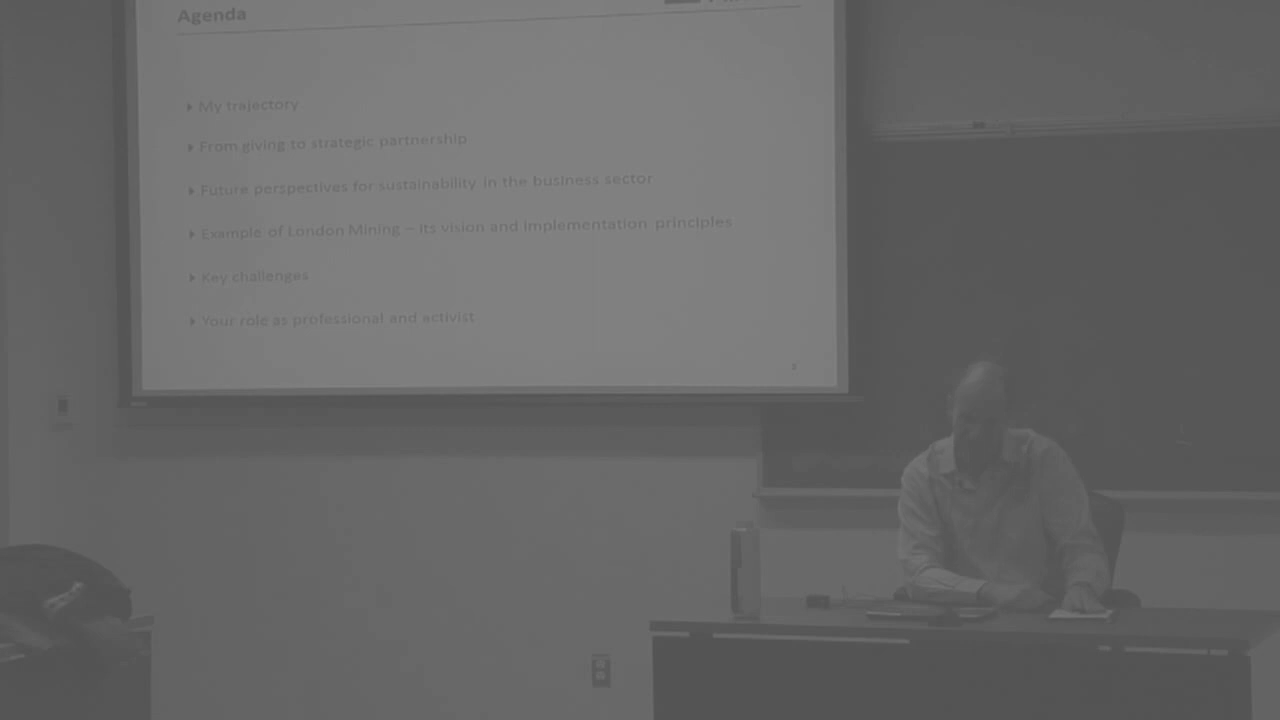 Agenda
My trajectory
From giving to strategic partnership
Future perspectives for sustainability in the business sector
Example of London Mining – its vision and implementation principles
Key challenges
Your role as professional and activist